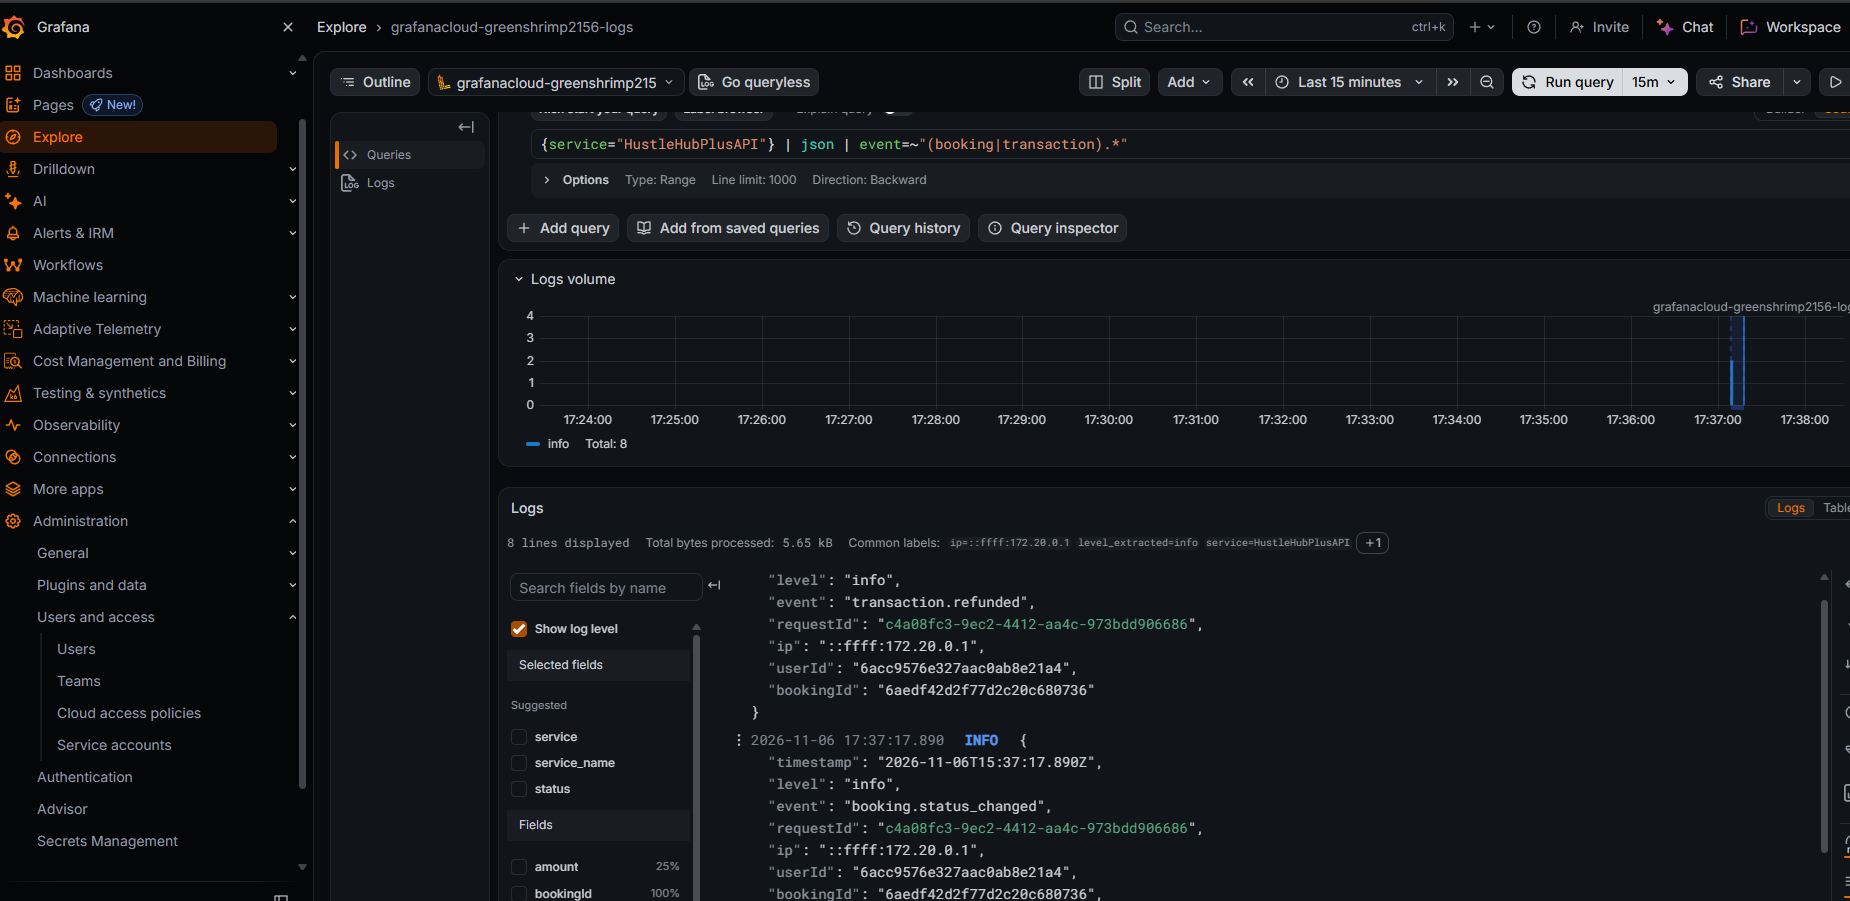 Grafana
Explore › grafanacloud-greenshrimp2156-logs
Search... ctrl+k
Invite
Chat
Workspace
Dashboards
Pages New!
Explore
Drilldown
AI
Alerts & IRM
Workflows
Machine learning
Adaptive Telemetry
Cost Management and Billing
Testing & synthetics
Observability
Connections
More apps
Administration
General
Plugins and data
Users and access
Users
Teams
Cloud access policies
Service accounts
Authentication
Advisor
Secrets Management
Outline
grafanacloud-greenshrimp215
Go queryless
Split
Add
Last 15 minutes
Run query 15m
Share
Queries
Logs
{service="HustleHubPlusAPI"} | json | event=~"(booking|transaction).*"
Options Type: Range Line limit: 1000 Direction: Backward
+ Add query
Add from saved queries
Query history
Query inspector
Logs volume
grafanacloud-greenshrimp2156-log
4
3
2
1
0
17:24:00 17:25:00 17:26:00 17:27:00 17:28:00 17:29:00 17:30:00 17:31:00 17:32:00 17:33:00 17:34:00 17:35:00 17:36:00 17:37:00 17:38:00
info Total: 8
Logs
Logs Table
8 lines displayed Total bytes processed: 5.65 kB Common labels: ip=::ffff:172.20.0.1 level_extracted=info service=HustleHubPlusAPI +1
Search fields by name
Show log level
Selected fields
Suggested
service
service_name
status
Fields
amount 25%
bookingId 100%
"level": "info",
"event": "transaction.refunded",
"requestId": "c4a08fc3-9ec2-4412-aa4c-973bdd906686",
"ip": "::ffff:172.20.0.1",
"userId": "6acc9576e327aac0ab8e21a4",
"bookingId": "6aedf42d2f77d2c20c680736"
}
2026-11-06 17:37:17.890 INFO {
"timestamp": "2026-11-06T15:37:17.890Z",
"level": "info",
"event": "booking.status_changed",
"requestId": "c4a08fc3-9ec2-4412-aa4c-973bdd906686",
"ip": "::ffff:172.20.0.1",
"userId": "6acc9576e327aac0ab8e21a4",
"bookingId": "6aedf42d2f77d2c20c680736",